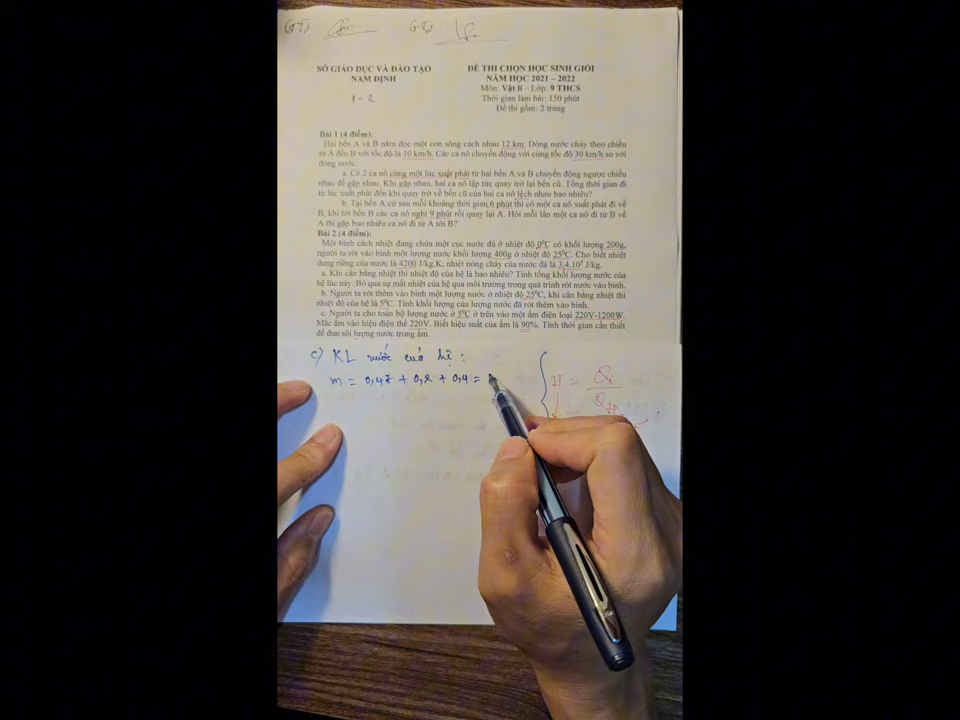 GT1 GT2
SỞ GIÁO DỤC VÀ ĐÀO TẠO
NAM ĐỊNH
1 - 2
ĐỀ THI CHỌN HỌC SINH GIỎI
NĂM HỌC 2021 – 2022
Môn: Vật lí – Lớp: 9 THCS
Thời gian làm bài: 150 phút
Đề thi gồm: 2 trang
Bài 1 (4 điểm):
Hai bến A và B nằm dọc một con sông cách nhau 12 km. Dòng nước chảy theo chiều
từ A đến B với tốc độ là 10 km/h. Các ca nô chuyển động với cùng tốc độ 30 km/h so với
dòng nước.
a. Có 2 ca nô cùng một lúc xuất phát từ hai bến A và B chuyển động ngược chiều
nhau để gặp nhau. Khi gặp nhau, hai ca nô lập tức quay trở lại bến cũ. Tổng thời gian đi
từ lúc xuất phát đến khi quay trở về bến cũ của hai ca nô lệch nhau bao nhiêu?
b. Tại bến A cứ sau mỗi khoảng thời gian 6 phút thì có một ca nô xuất phát đi về
B, khi tới bến B các ca nô nghỉ 9 phút rồi quay lại A. Hỏi mỗi lần một ca nô đi từ B về
A thì gặp bao nhiêu ca nô đi từ A tới B?
Bài 2 (4 điểm):
Một bình cách nhiệt đang chứa một cục nước đá ở nhiệt độ 0⁰C có khối lượng 200g,
người ta rót vào bình một lượng nước khối lượng 400g ở nhiệt độ 25⁰C. Cho biết nhiệt
dung riêng của nước là 4200 J/kg.K; nhiệt nóng chảy của nước đá là 3,4.10⁵ J/kg.
a. Khi cân bằng nhiệt thì nhiệt độ của hệ là bao nhiêu? Tính tổng khối lượng nước của
hệ lúc này. Bỏ qua sự mất nhiệt của hệ qua môi trường trong quá trình rót nước vào bình.
b. Người ta rót thêm vào bình một lượng nước ở nhiệt độ 25⁰C, khi cân bằng nhiệt thì
nhiệt độ của hệ là 5⁰C. Tính khối lượng của lượng nước đã rót thêm vào bình.
c. Người ta cho toàn bộ lượng nước ở 5⁰C ở trên vào một ấm điện loại 220V-1200W.
Mắc ấm vào hiệu điện thế 220V. Biết hiệu suất của ấm là 90%. Tính thời gian cần thiết
để đun sôi lượng nước trong ấm.
c) KL nước của hệ :
m = 0,47 + 0,2 + 0,4 =
H = Qi / Qtp